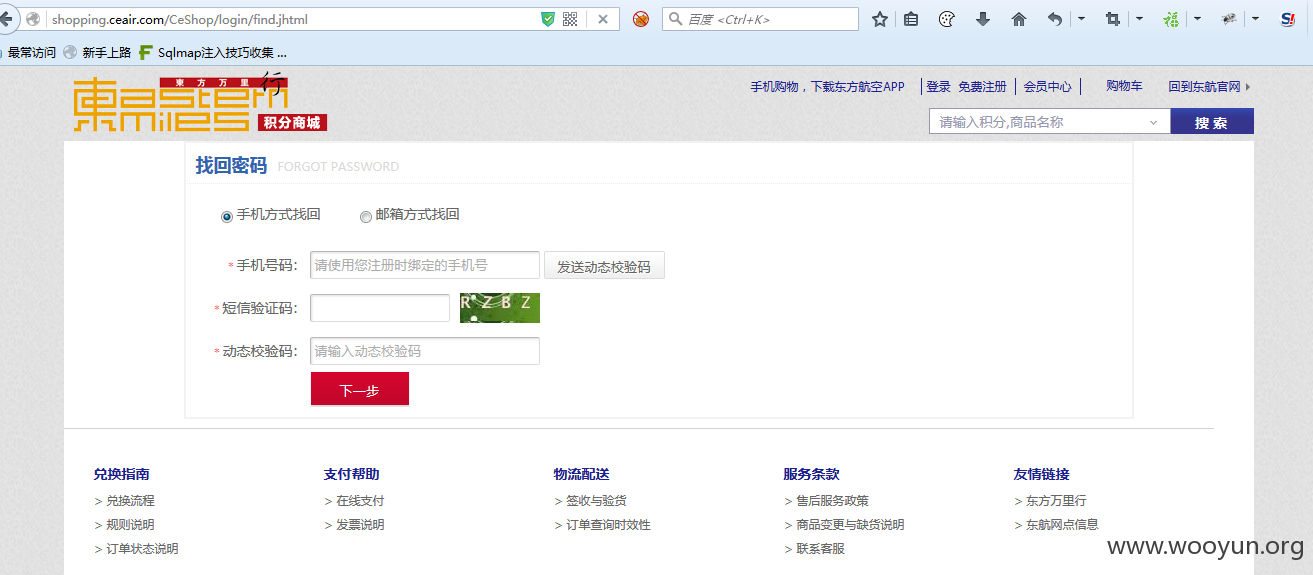 shopping.ceair.com/CeShop/login/find.jhtml
百度 <Ctrl+K>
福
S!
最常访问 新手上路 F Sqlmap注入技巧收集 ...
東方万里行
eastern miles
积分商城
手机购物，下载东方航空APP 登录 免费注册 会员中心 购物车 回到东航官网
请输入积分,商品名称 搜 索
找回密码 FORGOT PASSWORD
手机方式找回 邮箱方式找回
*手机号码： 请使用您注册时绑定的手机号 发送动态校验码
*短信验证码： R Z B Z
*动态校验码： 请输入动态校验码
下一步
兑换指南 支付帮助 物流配送 服务条款 友情链接
> 兑换流程 > 在线支付 > 签收与验货 > 售后服务政策 > 东方万里行
> 规则说明 > 发票说明 > 订单查询时效性 > 商品变更与缺货说明 > 东航网点信息
> 订单状态说明 > 联系客服
www.wooyun.org